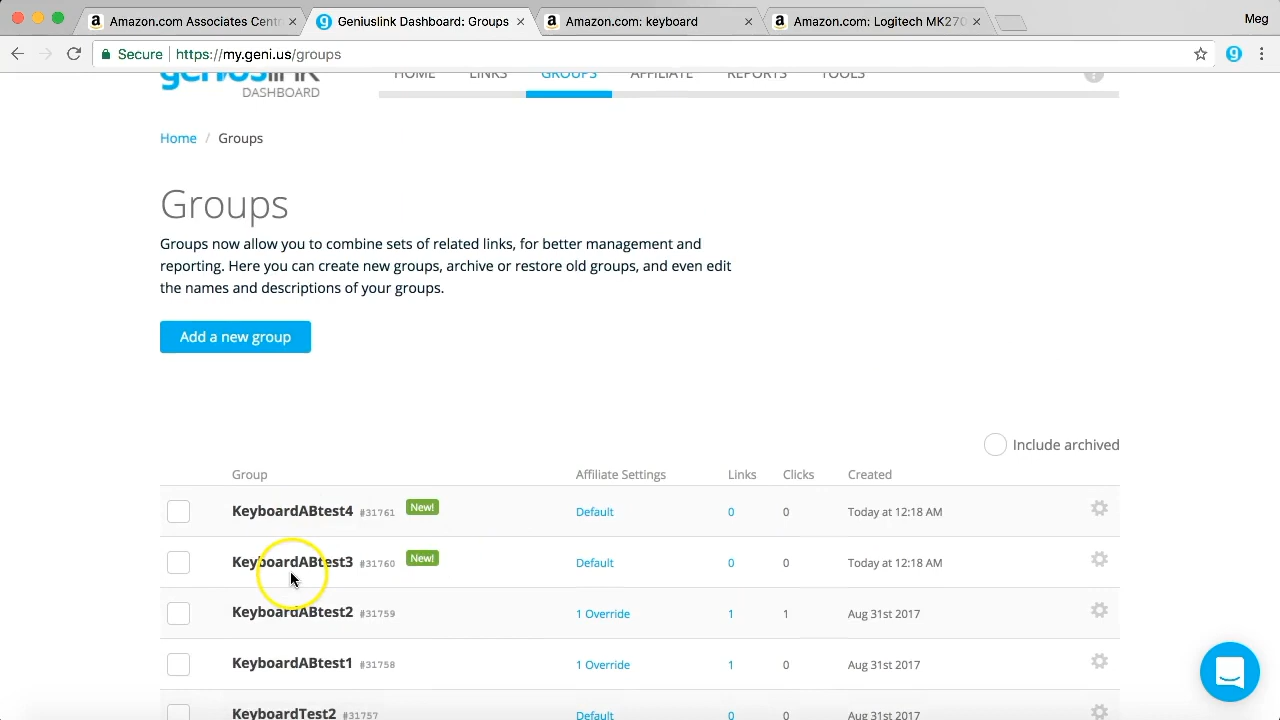 Amazon.com Associates Cent
Geniuslink Dashboard: Groups
Amazon.com: keyboard
Amazon.com: Logitech MK270
Meg
Secure
https://my.geni.us/groups
geniuslink
DASHBOARD
HOME
LINKS
GROUPS
AFFILIATE
REPORTS
TOOLS
Home / Groups
Groups
Groups now allow you to combine sets of related links, for better management and
reporting. Here you can create new groups, archive or restore old groups, and even edit
the names and descriptions of your groups.
Add a new group
Include archived
Group Affiliate Settings Links Clicks Created
KeyboardABtest4 #31761 New! Default 0 0 Today at 12:18 AM
KeyboardABtest3 #31760 New! Default 0 0 Today at 12:18 AM
KeyboardABtest2 #31759 1 Override 1 1 Aug 31st 2017
KeyboardABtest1 #31758 1 Override 1 0 Aug 31st 2017
KeyboardTest2 #31757 Default 0 0 Aug 31st 2017